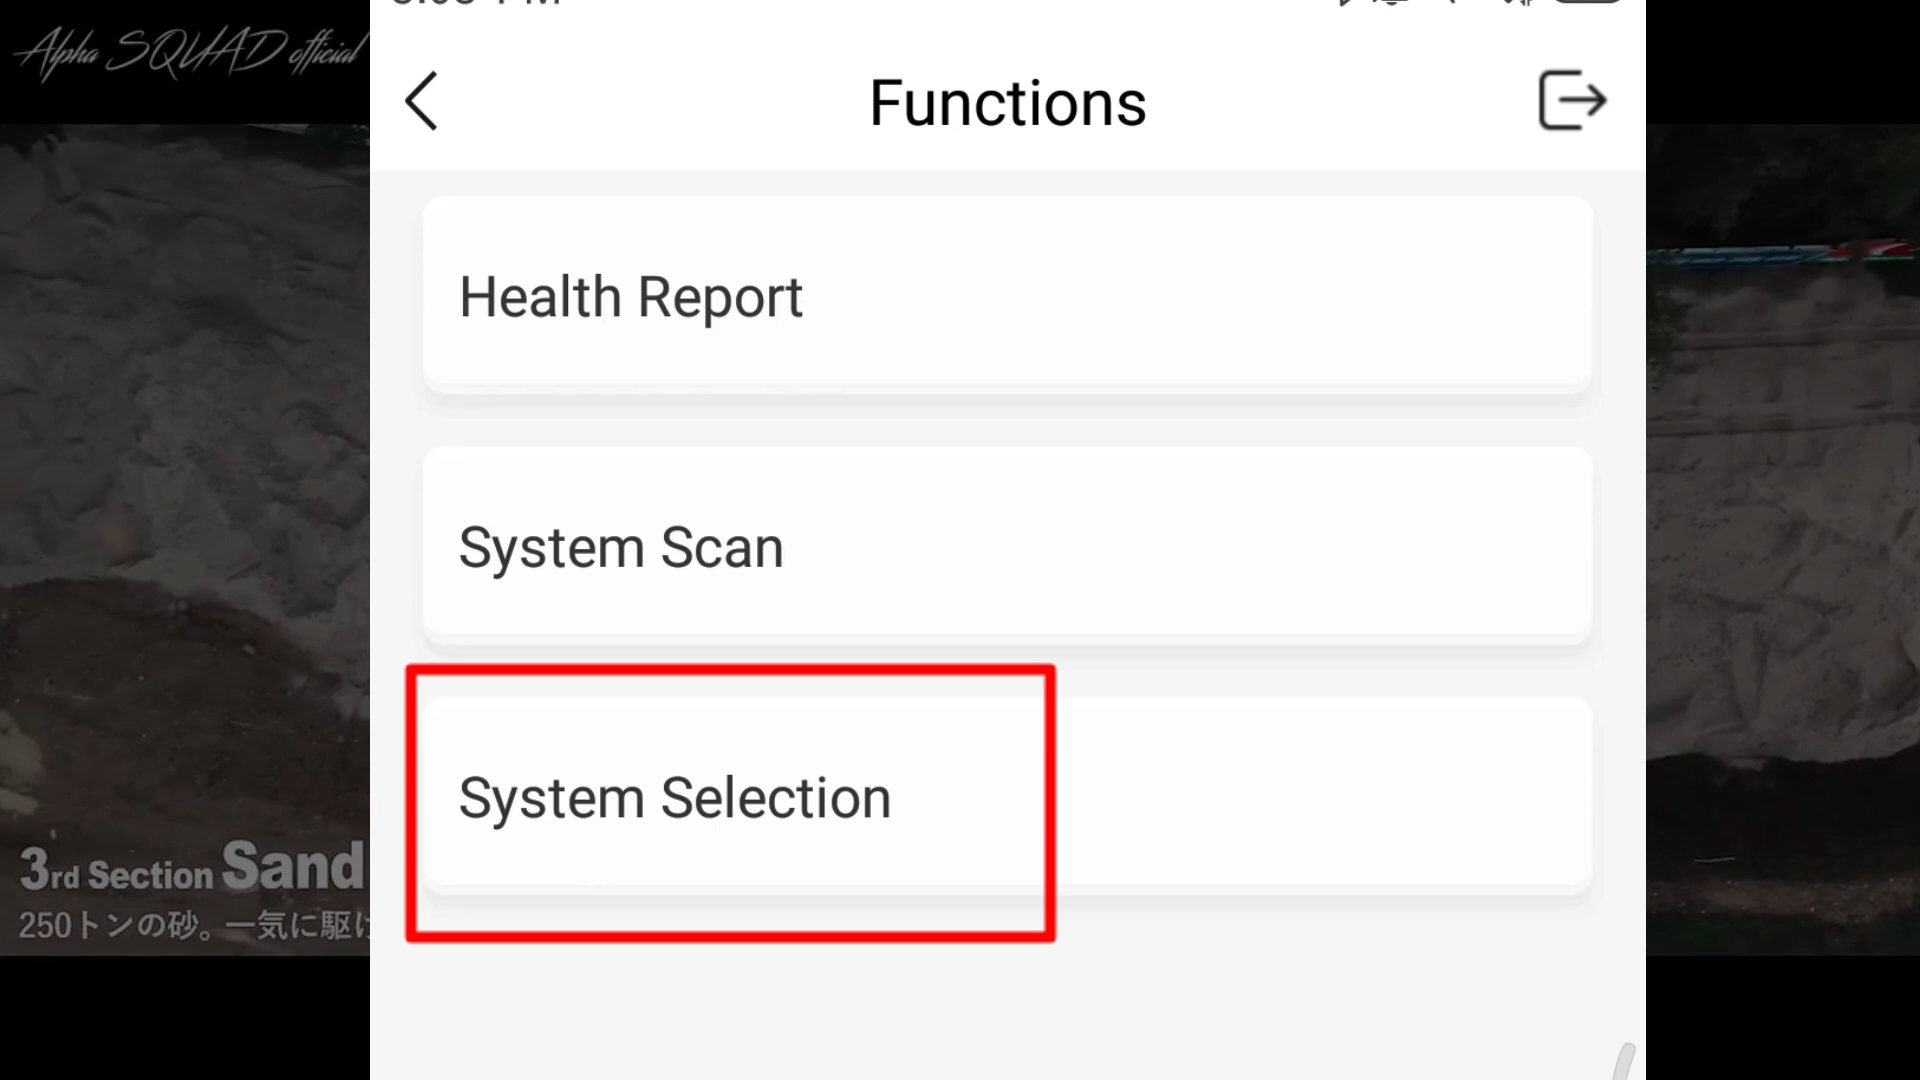 Alpha SQUAD official
Functions
Health Report
System Scan
System Selection
3rd Section Sand
250トンの砂。一気に駆け